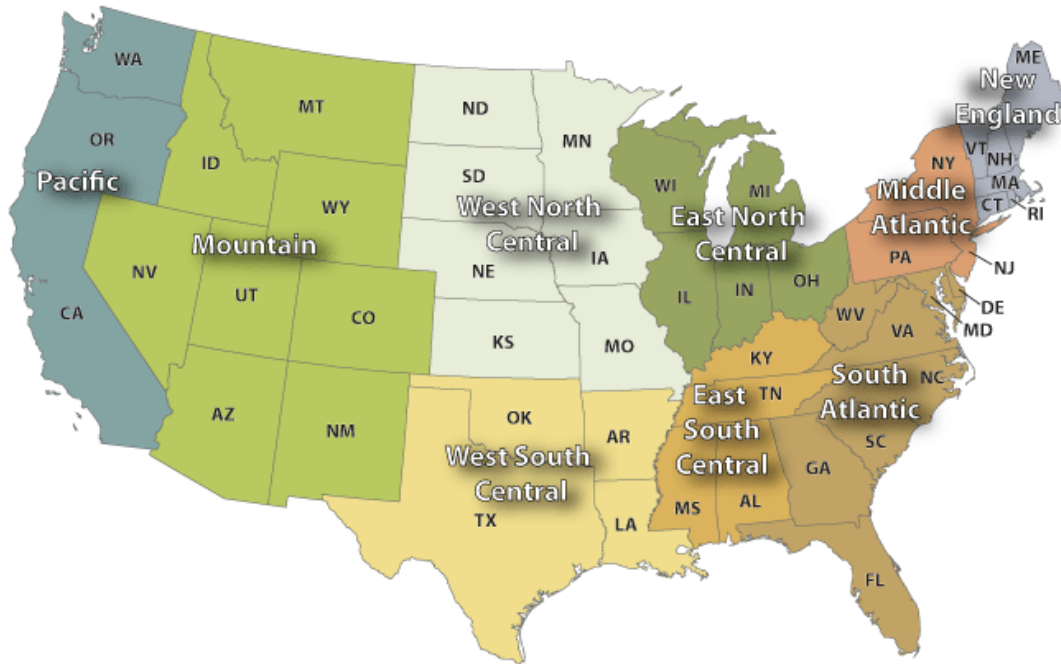 WA
OR
Pacific
CA
NV
ID
MT
WY
Mountain
UT
CO
AZ
NM
ND
SD
NE
KS
MN
IA
MO
West North
Central
OK
TX
AR
LA
West South
Central
WI
MI
IL
IN
OH
East North
Central
KY
TN
MS
AL
East
South
Central
WV
VA
MD
DE
NC
SC
GA
FL
South
Atlantic
NY
PA
NJ
Middle
Atlantic
ME
VT
NH
MA
CT
RI
New
England